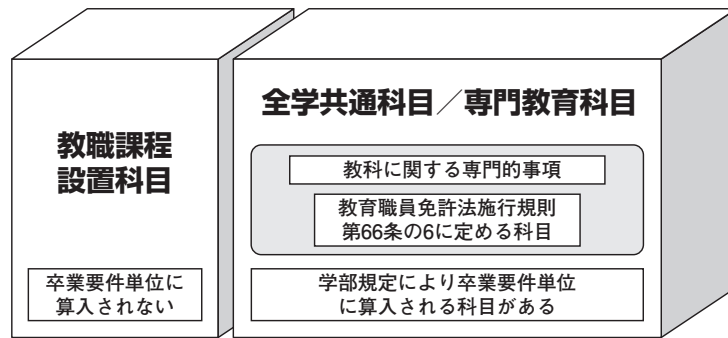 教職課程
設置科目
卒業要件単位に
算入されない
全学共通科目／専門教育科目
教科に関する専門的事項
教育職員免許法施行規則
第66条の6に定める科目
学部規定により卒業要件単位
に算入される科目がある